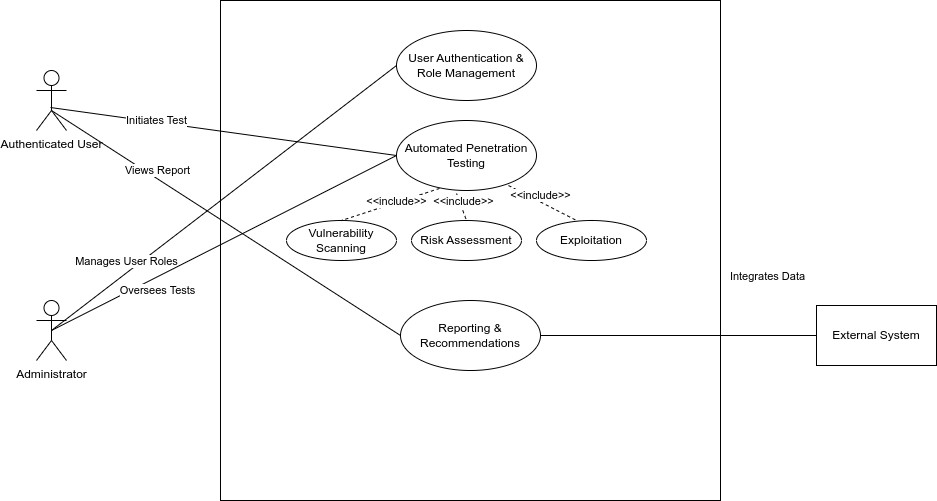 User Authentication &
Role Management
Authenticated User
Initiates Test
Automated Penetration
Testing
Views Report
<<include>>
<<include>>
<<include>>
Vulnerability
Scanning
Risk Assessment
Exploitation
Manages User Roles
Oversees Tests
Integrates Data
Administrator
Reporting &
Recommendations
External System